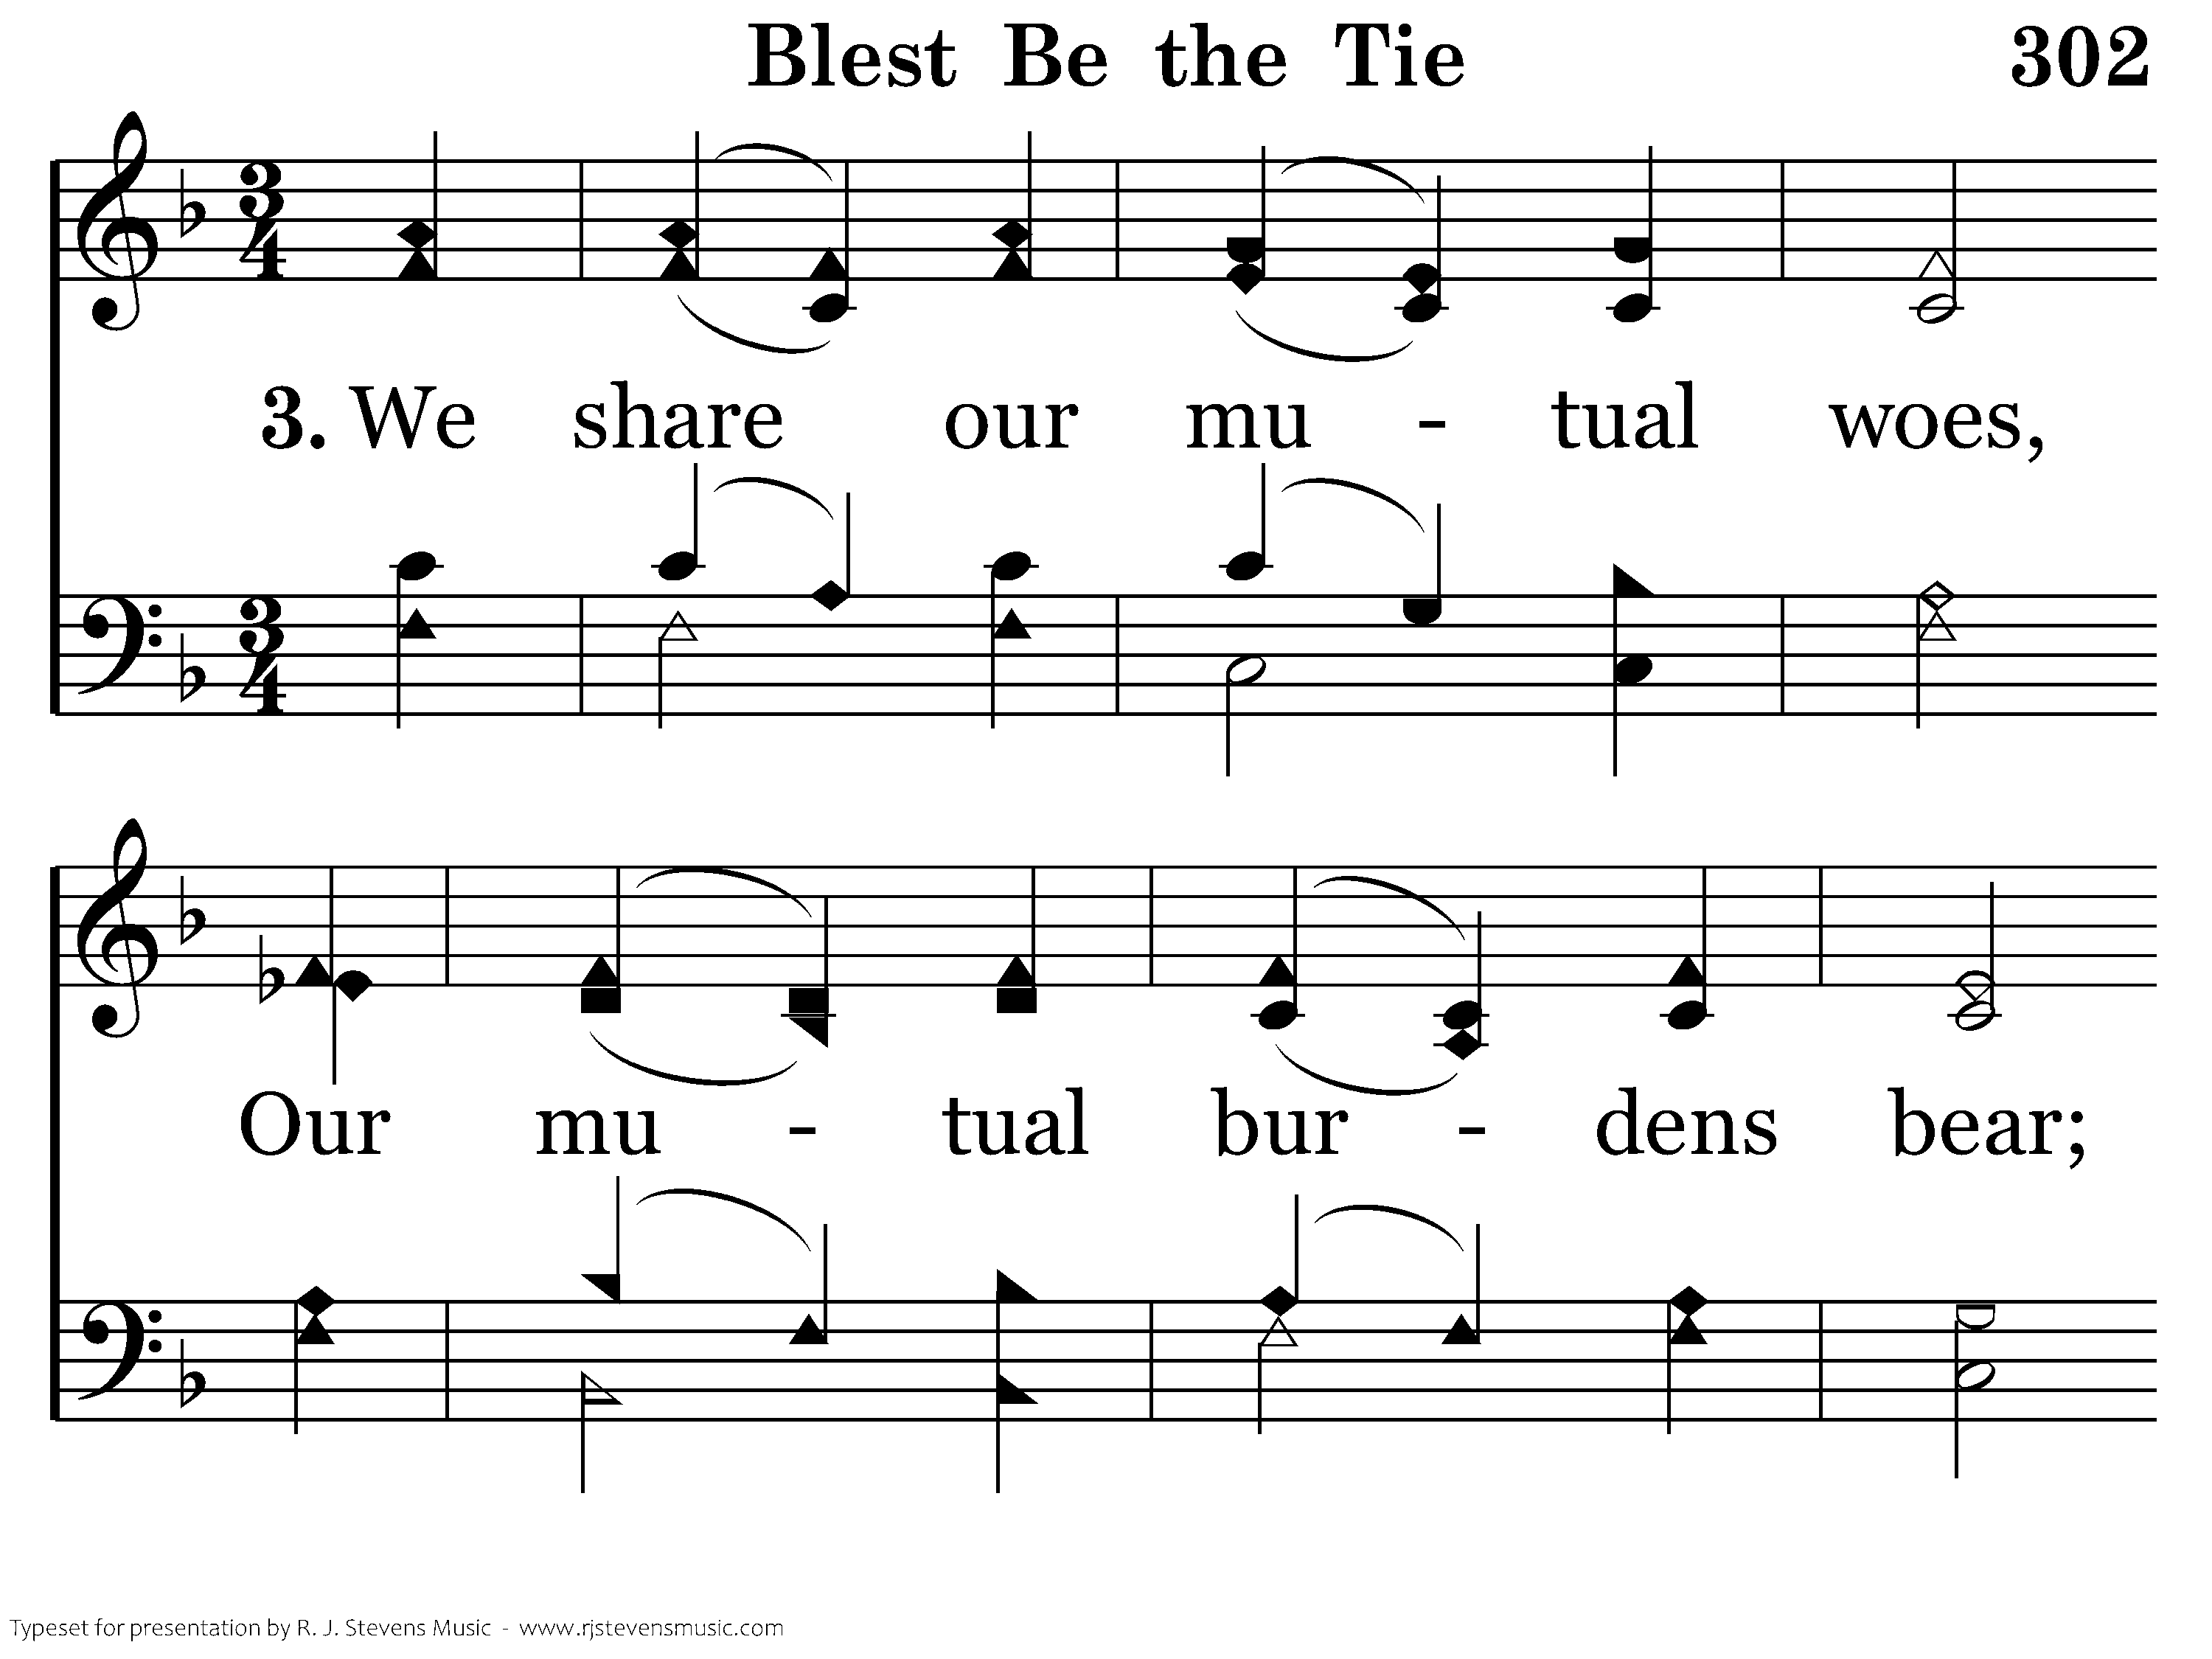 Blest Be the Tie 302
3. We share our mu - tual woes,
Our mu - tual bur - dens bear;
Typeset for presentation by R. J. Stevens Music - www.rjstevensmusic.com